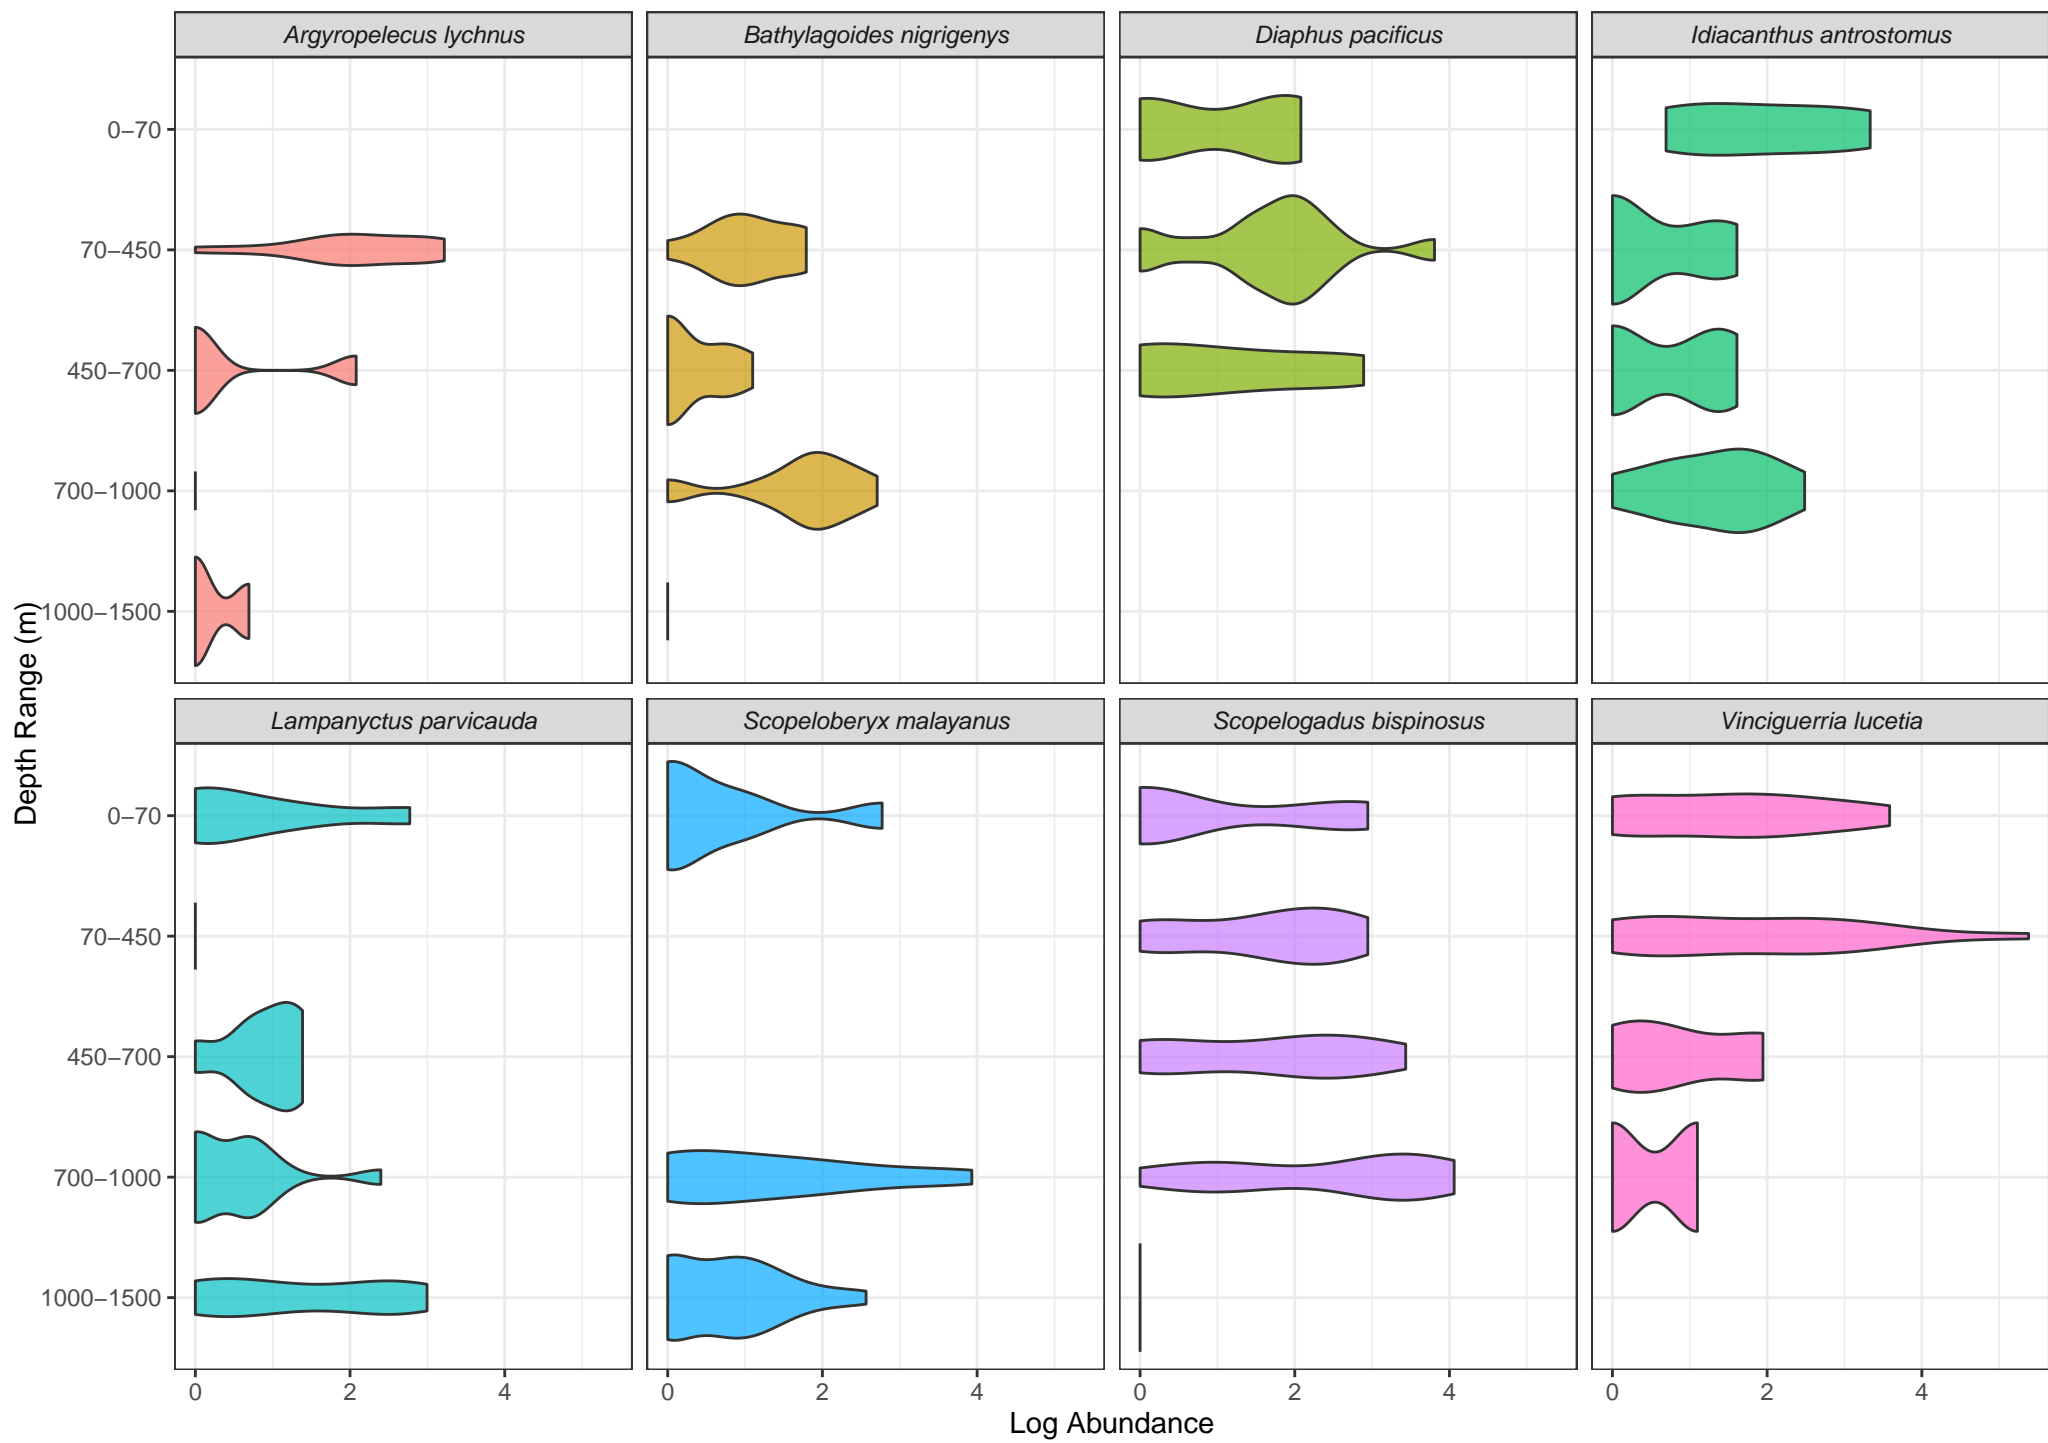 Argyropelecus lychnus
Bathylagoides nigrigenys
Diaphus pacificus
Idiacanthus antrostomus
0–70
70–450
450–700
700–1000
1000–1500
Depth Range (m)
Lampanyctus parvicauda
Scopeloberyx malayanus
Scopelogadus bispinosus
Vinciguerria lucetia
0–70
70–450
450–700
700–1000
1000–1500
0 2 4 0 2 4 0 2 4 0 2 4
Log Abundance